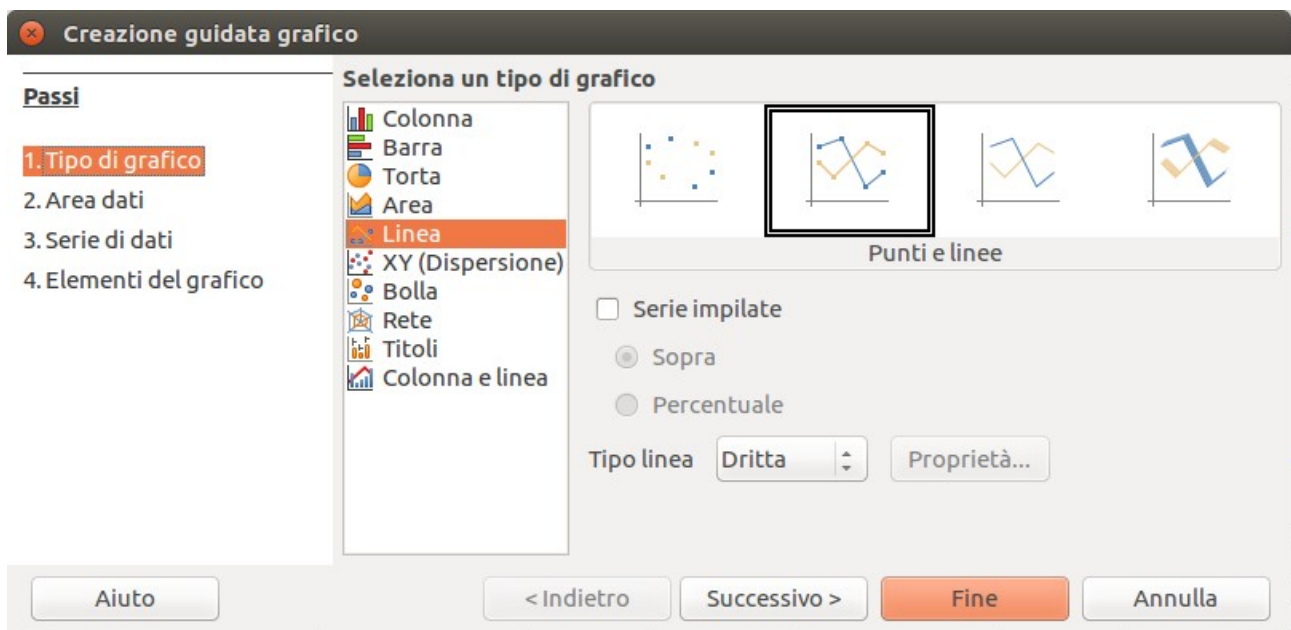 Creazione guidata grafico
Passi
1. Tipo di grafico
2. Area dati
3. Serie di dati
4. Elementi del grafico
Seleziona un tipo di grafico
Colonna
Barra
Torta
Area
Linea
XY (Dispersione)
Bolla
Rete
Titoli
Colonna e linea
Punti e linee
Serie impilate
Sopra
Percentuale
Tipo linea Dritta Proprietà...
Aiuto < Indietro Successivo > Fine Annulla